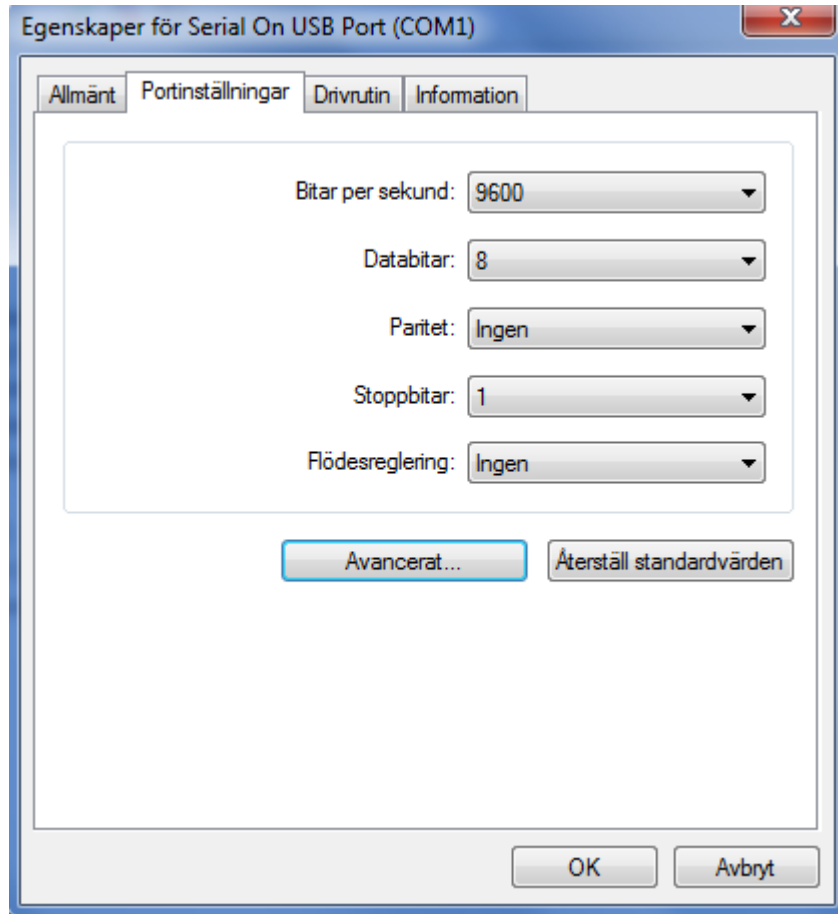 Egenskaper för Serial On USB Port (COM1)
Allmänt Portinställningar Drivrutin Information
Bitar per sekund: 9600
Databitar: 8
Paritet: Ingen
Stoppbitar: 1
Flödesreglering: Ingen
Avancerat... Återställ standardvärden
OK Avbryt